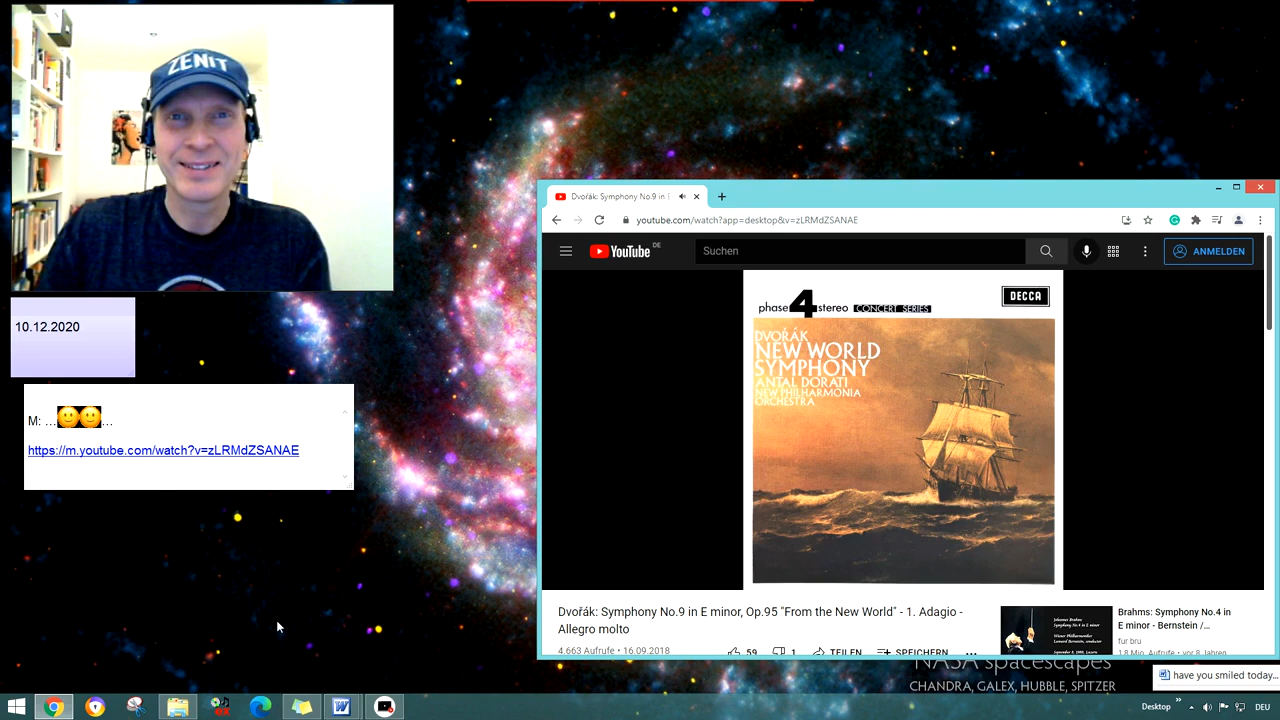 ZENIT
10.12.2020
M: ...🙂🙂...
https://m.youtube.com/watch?v=zLRMdZSANAE
Dvořák: Symphony No.9 in
youtube.com/watch?app=desktop&v=zLRMdZSANAE
YouTube DE
Suchen
ANMELDEN
phase 4 stereo CONCERT SERIES
DECCA
DVOŘÁK
NEW WORLD
SYMPHONY
ANTAL DORATI
NEW PHILHARMONIA
ORCHESTRA
Dvořák: Symphony No.9 in E minor, Op.95 "From the New World" - 1. Adagio -
Allegro molto
4.663 Aufrufe • 16.09.2018
59
1
TEILEN
SPEICHERN
Brahms: Symphony No.4 in
E minor - Bernstein /...
fur bru
1,8 Mio. Aufrufe • vor 8 Jahren
NASA spacescapes
CHANDRA, GALEX, HUBBLE, SPITZER
have you smiled today...
Desktop
DEU